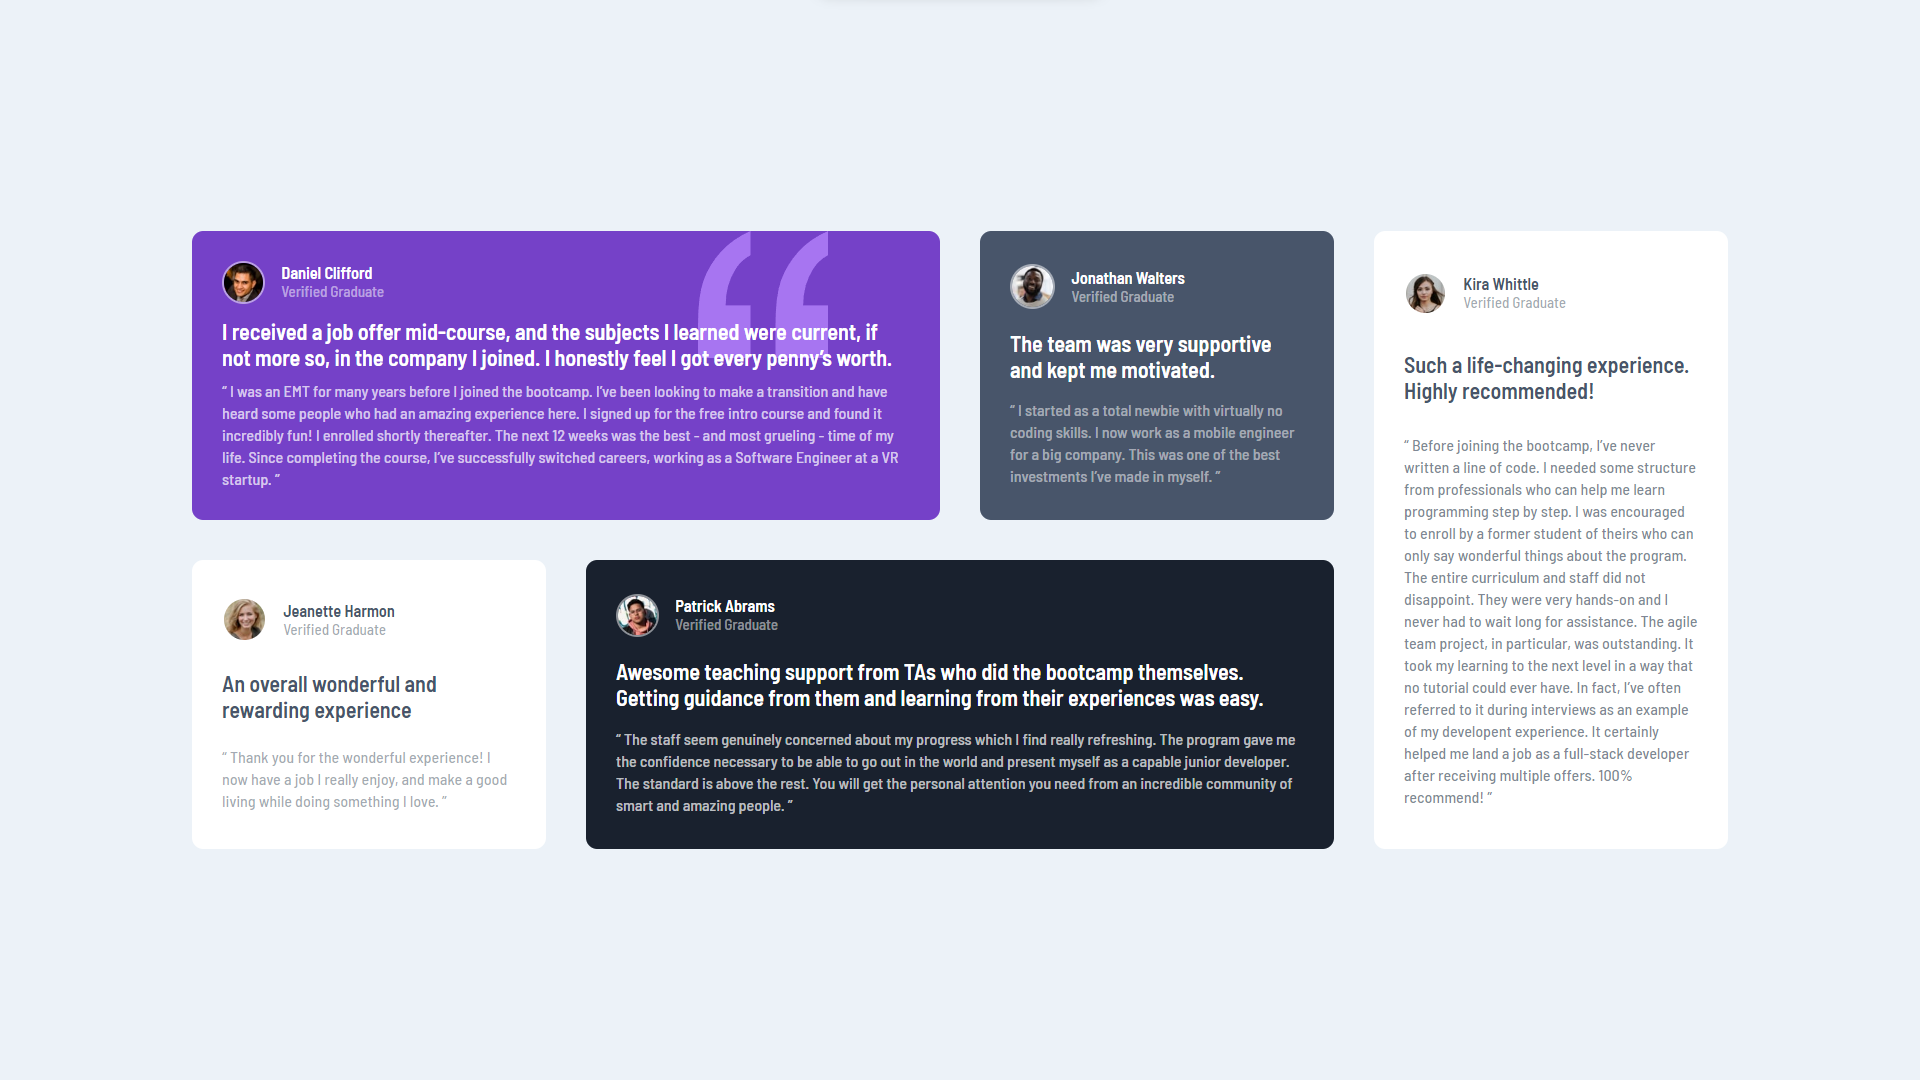 Daniel Clifford
Verified Graduate
I received a job offer mid-course, and the subjects I learned were current, if
not more so, in the company I joined. I honestly feel I got every penny’s worth.
“ I was an EMT for many years before I joined the bootcamp. I’ve been looking to make a transition and have
heard some people who had an amazing experience here. I signed up for the free intro course and found it
incredibly fun! I enrolled shortly thereafter. The next 12 weeks was the best - and most grueling - time of my
life. Since completing the course, I’ve successfully switched careers, working as a Software Engineer at a VR
startup. ”
Jonathan Walters
Verified Graduate
The team was very supportive
and kept me motivated.
“ I started as a total newbie with virtually no
coding skills. I now work as a mobile engineer
for a big company. This was one of the best
investments I’ve made in myself. ”
Kira Whittle
Verified Graduate
Such a life-changing experience.
Highly recommended!
“ Before joining the bootcamp, I’ve never
written a line of code. I needed some structure
from professionals who can help me learn
programming step by step. I was encouraged
to enroll by a former student of theirs who can
only say wonderful things about the program.
The entire curriculum and staff did not
disappoint. They were very hands-on and I
never had to wait long for assistance. The agile
team project, in particular, was outstanding. It
took my learning to the next level in a way that
no tutorial could ever have. In fact, I’ve often
referred to it during interviews as an example
of my developent experience. It certainly
helped me land a job as a full-stack developer
after receiving multiple offers. 100%
recommend! ”
Jeanette Harmon
Verified Graduate
An overall wonderful and
rewarding experience
“ Thank you for the wonderful experience! I
now have a job I really enjoy, and make a good
living while doing something I love. ”
Patrick Abrams
Verified Graduate
Awesome teaching support from TAs who did the bootcamp themselves.
Getting guidance from them and learning from their experiences was easy.
“ The staff seem genuinely concerned about my progress which I find really refreshing. The program gave me
the confidence necessary to be able to go out in the world and present myself as a capable junior developer.
The standard is above the rest. You will get the personal attention you need from an incredible community of
smart and amazing people. ”